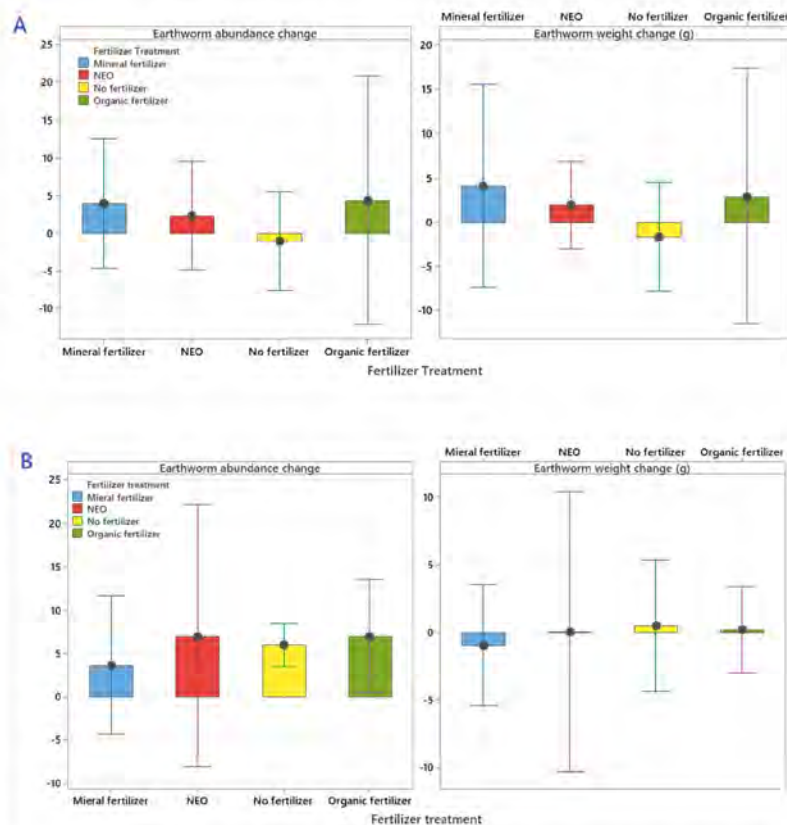 A
Earthworm abundance change
25
20
15
10
5
0
-5
-10
Fertilizer Treatment
Mineral fertilizer
NEO
No fertilizer
Organic fertilizer
Mineral fertilizer NEO No fertilizer Organic fertilizer
Mineral fertilizer NEO No fertilizer Organic fertilizer
Earthworm weight change (g)
20
15
10
5
0
-5
-10
Fertilizer Treatment
B
Earthworm abundance change
25
20
15
10
5
0
-5
-10
Fertilizer treatment
Mieral fertilizer
NEO
No fertilizer
Organic fertilizer
Mieral fertilizer NEO No fertilizer Organic fertilizer
Mieral fertilizer NEO No fertilizer Organic fertilizer
Earthworm weight change (g)
10
5
0
-5
-10
Fertilizer treatment